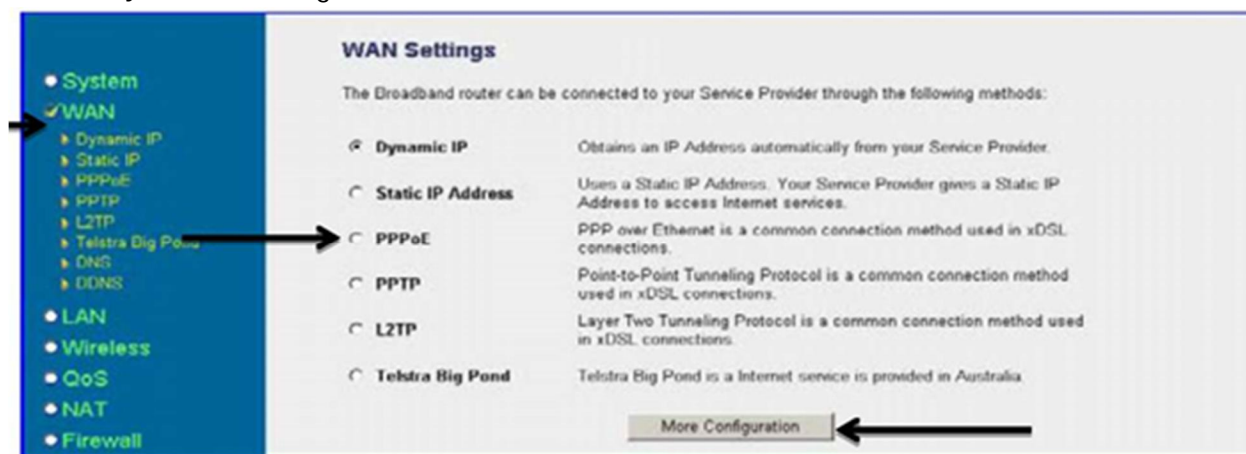 System
WAN
Dynamic IP
Static IP
PPPoE
PPTP
L2TP
Telstra Big Pond
DNS
DDNS
LAN
Wireless
QoS
NAT
Firewall
WAN Settings
The Broadband router can be connected to your Service Provider through the following methods:
Dynamic IP Obtains an IP Address automatically from your Service Provider.
Static IP Address Uses a Static IP Address. Your Service Provider gives a Static IP
Address to access Internet services.
PPPoE PPP over Ethernet is a common connection method used in xDSL
connections.
PPTP Point-to-Point Tunneling Protocol is a common connection method
used in xDSL connections.
L2TP Layer Two Tunneling Protocol is a common connection method used
in xDSL connections.
Telstra Big Pond Telstra Big Pond is a Internet service is provided in Australia.
More Configuration